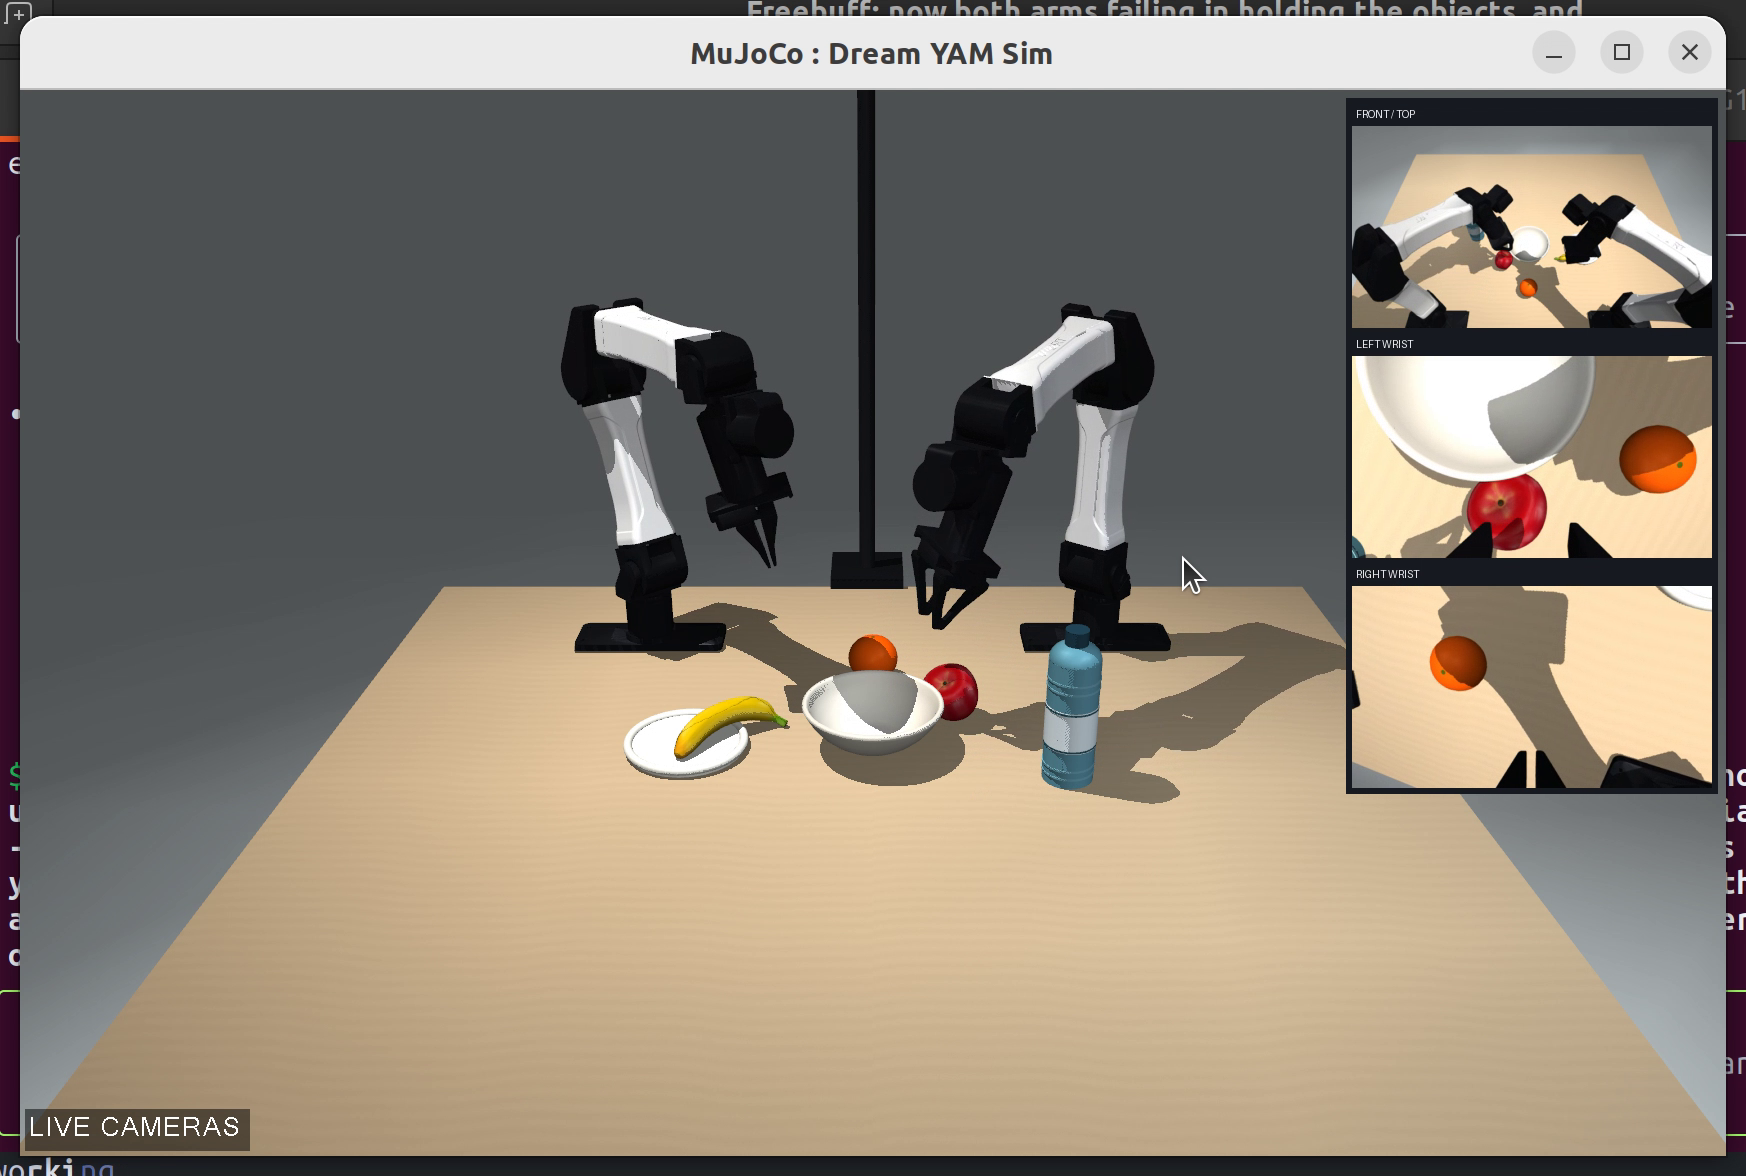 Freebuff: now both arms failing in holding the objects, and
MuJoCo : Dream YAM Sim
FRONT / TOP
LEFT WRIST
RIGHT WRIST
LIVE CAMERAS